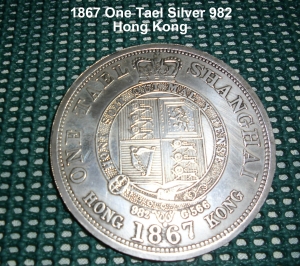 1867 One-Tael Silver 982
Hong Kong
ONE TAEL SHANGHAI
HONG 1867 KONG